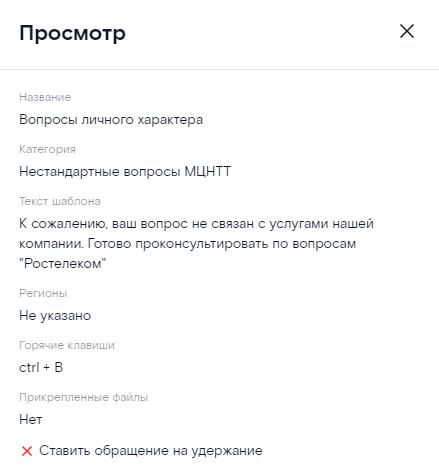 Просмотр
Название
Вопросы личного характера
Категория
Нестандартные вопросы МЦНТТ
Текст шаблона
К сожалению, ваш вопрос не связан с услугами нашей
компании. Готово проконсультировать по вопросам
"Ростелеком"
Регионы
Не указано
Горячие клавиши
ctrl + B
Прикрепленные файлы
Нет
Ставить обращение на удержание